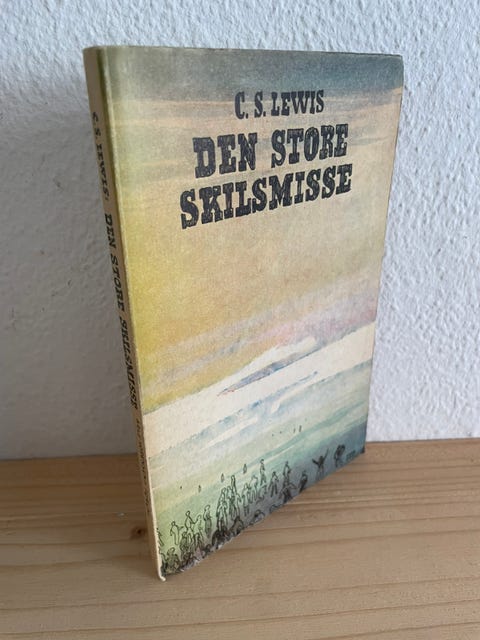 C. S. LEWIS
DEN STORE
SKILSMISSE
C. S. LEWIS: DEN STORE SKILSMISSE